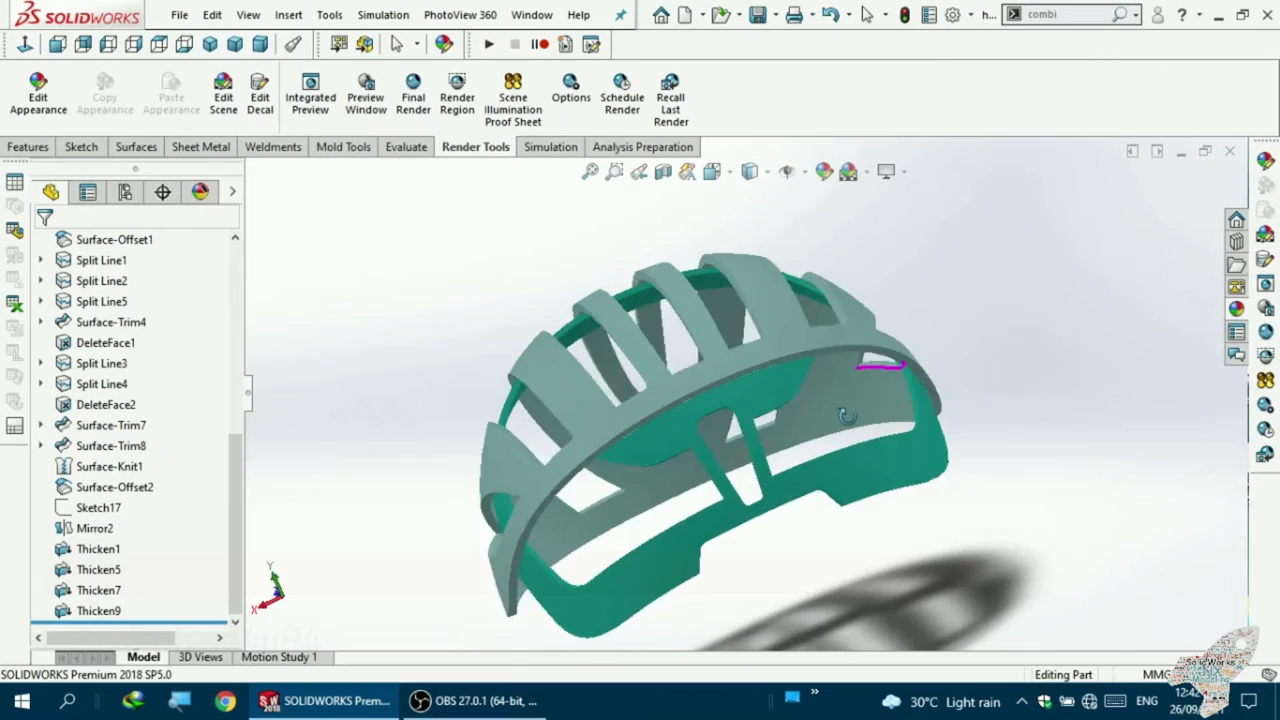 SOLIDWORKS
File Edit View Insert Tools Simulation PhotoView 360 Window Help
h...
combi
Edit Appearance
Copy Appearance
Paste Appearance
Edit Scene
Edit Decal
Integrated Preview
Preview Window
Final Render
Render Region
Scene Illumination Proof Sheet
Options
Schedule Render
Recall Last Render
Features Sketch Surfaces Sheet Metal Weldments Mold Tools Evaluate Render Tools Simulation Analysis Preparation
Surface-Offset1
Split Line1
Split Line2
Split Line5
Surface-Trim4
DeleteFace1
Split Line3
Split Line4
DeleteFace2
Surface-Trim7
Surface-Trim8
Surface-Knit1
Surface-Offset2
Sketch17
Mirror2
Thicken1
Thicken5
Thicken7
Thicken9
Y
X
Model 3D Views Motion Study 1
SOLIDWORKS Premium 2018 SP5.0
Editing Part
SolidWorks
NX
SOLIDWORKS Prem...
OBS 27.0.1 (64-bit, ...
30°C Light rain
ENG